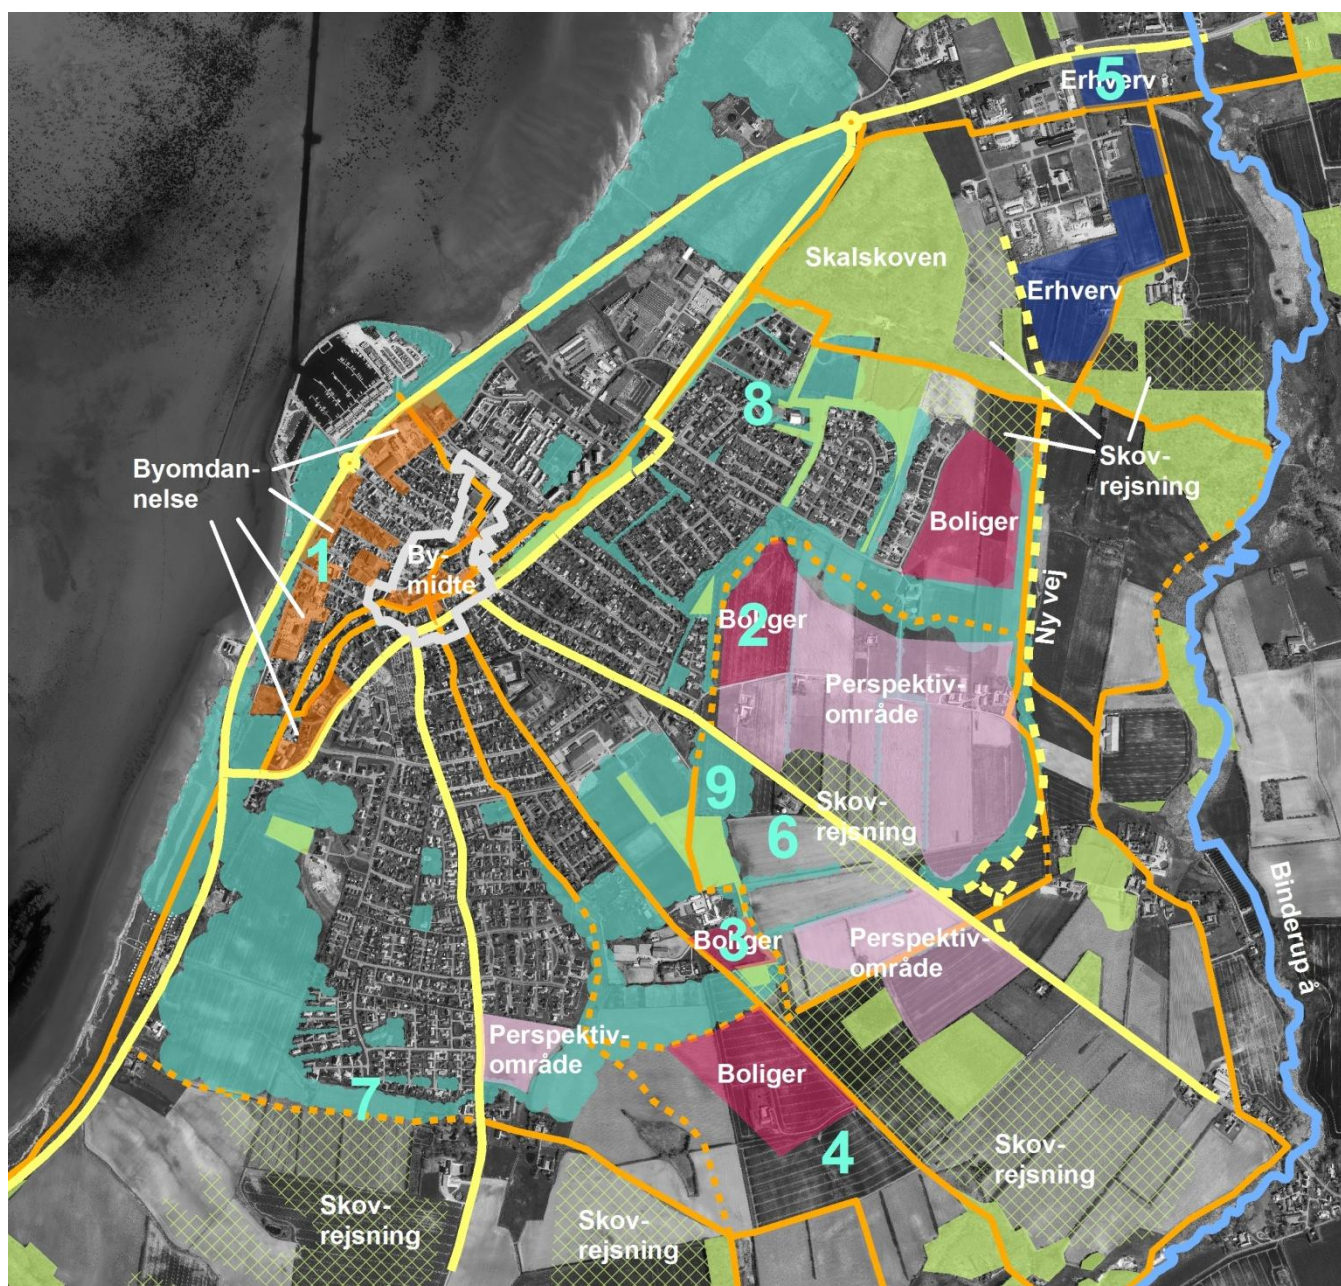 Erhverv
5
Skalskoven
Erhverv
8
Byomdan-
nelse
Skov-
rejsning
Boliger
1
By-
midte
Ny vej
Boliger
2
Perspektiv-
område
9
6
Skov-
rejsning
Binderup å
Boliger
3
Perspektiv-
område
Perspektiv-
område
Boliger
7
4
Skov-
rejsning
Skov-
rejsning
Skov-
rejsning